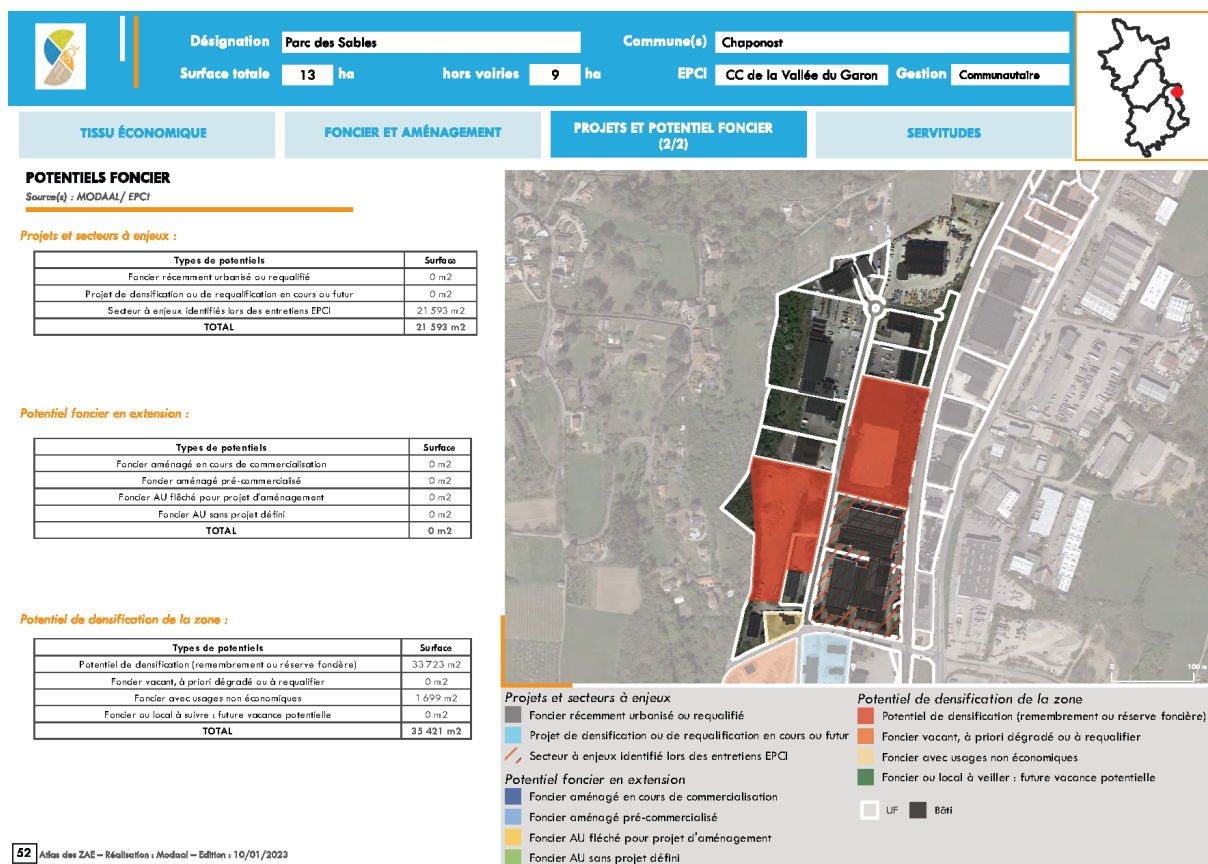 Désignation Parc des Sables Commune(s) Chaponost
Surface totale 13 ha hors voiries 9 ha EPCI CC de la Vallée du Garon Gestion Communautaire
TISSU ÉCONOMIQUE
FONCIER ET AMÉNAGEMENT
PROJETS ET POTENTIEL FONCIER
(2/2)
SERVITUDES
POTENTIELS FONCIER
Source(s) : MODAAL/ EPCI
Projets et secteurs à enjeux :
Types de potentiels Surface
Foncier récemment urbanisé ou requalifié 0 m2
Projet de densification ou de requalification en cours ou futur 0 m2
Secteur à enjeux identifiés lors des entretiens EPCI 21 593 m2
TOTAL 21 593 m2
Potentiel foncier en extension :
Types de potentiels Surface
Foncier aménagé en cours de commercialisation 0 m2
Foncier aménagé pré-commercialisé 0 m2
Foncier AU flêché pour projet d'aménagement 0 m2
Foncier AU sans projet défini 0 m2
TOTAL 0 m2
Potentiel de densification de la zone :
Types de potentiels Surface
Potentiel de densification (remembrement ou réserve foncière) 33 723 m2
Foncier vacant, à priori dégradé ou à requalifier 0 m2
Foncier avec usages non économiques 1 699 m2
Foncier ou local à suivre : future vacance potentielle 0 m2
TOTAL 35 421 m2
0 100 m
Projets et secteurs à enjeux
Foncier récemment urbanisé ou requalifié
Projet de densification ou de requalification en cours ou futur
Secteur à enjeux identifié lors des entretiens EPCI
Potentiel foncier en extension
Foncier aménagé en cours de commercialisation
Foncier aménagé pré-commercialisé
Foncier AU fléché pour projet d'aménagement
Foncier AU sans projet défini
Potentiel de densification de la zone
Potentiel de densification (remembrement ou réserve foncière)
Foncier vacant, à priori dégradé ou à requalifier
Foncier avec usages non économiques
Foncier ou local à veiller : future vacance potentielle
UF Bâti
52 Atlas des ZAE – Réalisation : Modaal – Edition : 10/01/2023